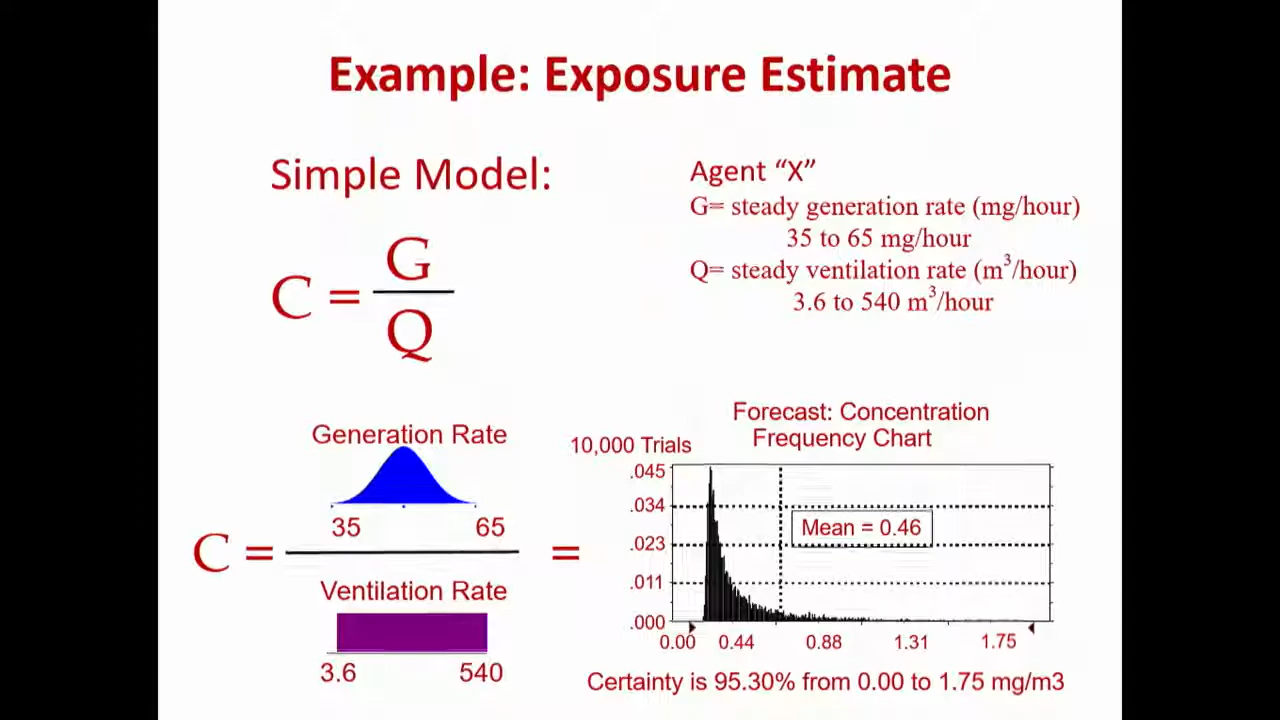 Example: Exposure Estimate
Simple Model:
C = G
Q
Agent “X”
G= steady generation rate (mg/hour)
35 to 65 mg/hour
Q= steady ventilation rate (m³/hour)
3.6 to 540 m³/hour
Generation Rate
35 65
C = =
Ventilation Rate
3.6 540
Forecast: Concentration
10,000 Trials Frequency Chart
.045
.034
Mean = 0.46
.023
.011
.000
0.00 0.44 0.88 1.31 1.75
Certainty is 95.30% from 0.00 to 1.75 mg/m3